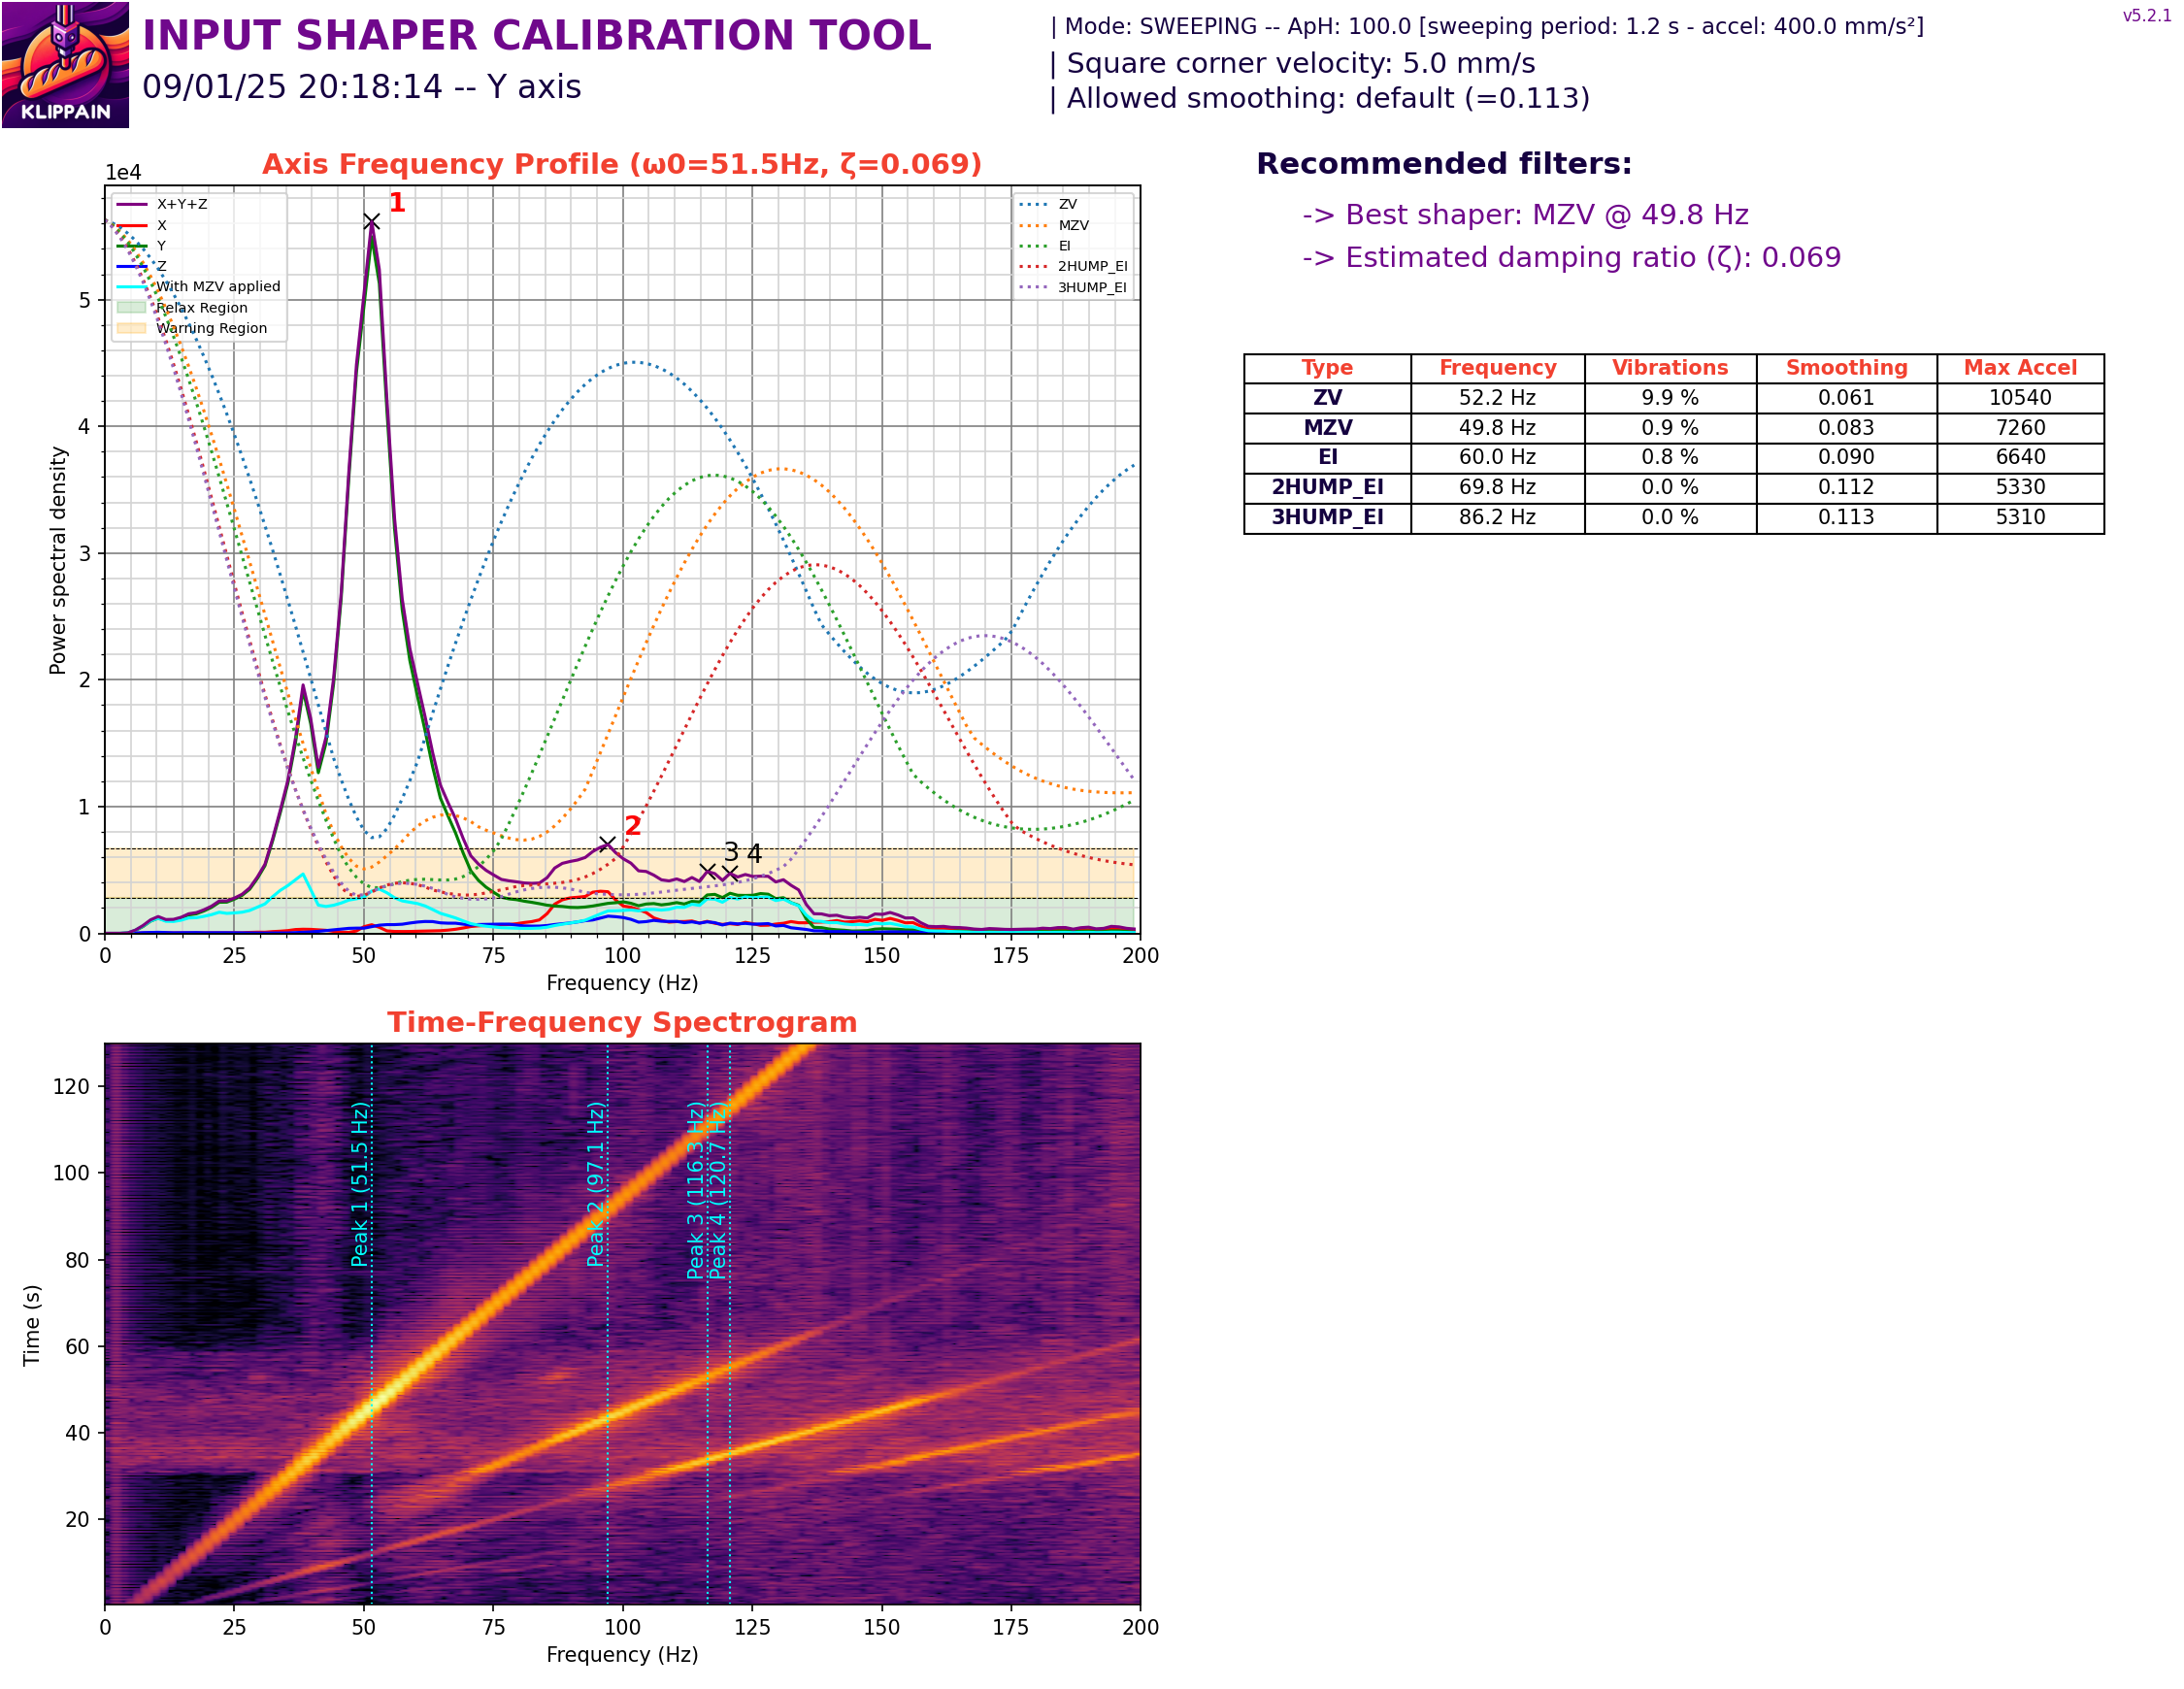 INPUT SHAPER CALIBRATION TOOL
09/01/25 20:18:14 -- Y axis
KLIPPAIN
| Mode: SWEEPING -- ApH: 100.0 [sweeping period: 1.2 s - accel: 400.0 mm/s²]
| Square corner velocity: 5.0 mm/s
| Allowed smoothing: default (=0.113)
v5.2.1
Axis Frequency Profile (ω0=51.5Hz, ζ=0.069)
1e4
X+Y+Z
X
Y
Z
With MZV applied
Relax Region
Warning Region
ZV
MZV
EI
2HUMP_EI
3HUMP_EI
1
2
3
4
Power spectral density
5
4
3
2
1
0
0 25 50 75 100 125 150 175 200
Frequency (Hz)
Recommended filters:
-> Best shaper: MZV @ 49.8 Hz
-> Estimated damping ratio (ζ): 0.069
Type Frequency Vibrations Smoothing Max Accel
ZV 52.2 Hz 9.9 % 0.061 10540
MZV 49.8 Hz 0.9 % 0.083 7260
EI 60.0 Hz 0.8 % 0.090 6640
2HUMP_EI 69.8 Hz 0.0 % 0.112 5330
3HUMP_EI 86.2 Hz 0.0 % 0.113 5310
Time-Frequency Spectrogram
Time (s)
120
100
80
60
40
20
Peak 1 (51.5 Hz)
Peak 2 (97.1 Hz)
Peak 3 (116.3 Hz)
Peak 4 (120.7 Hz)
0 25 50 75 100 125 150 175 200
Frequency (Hz)